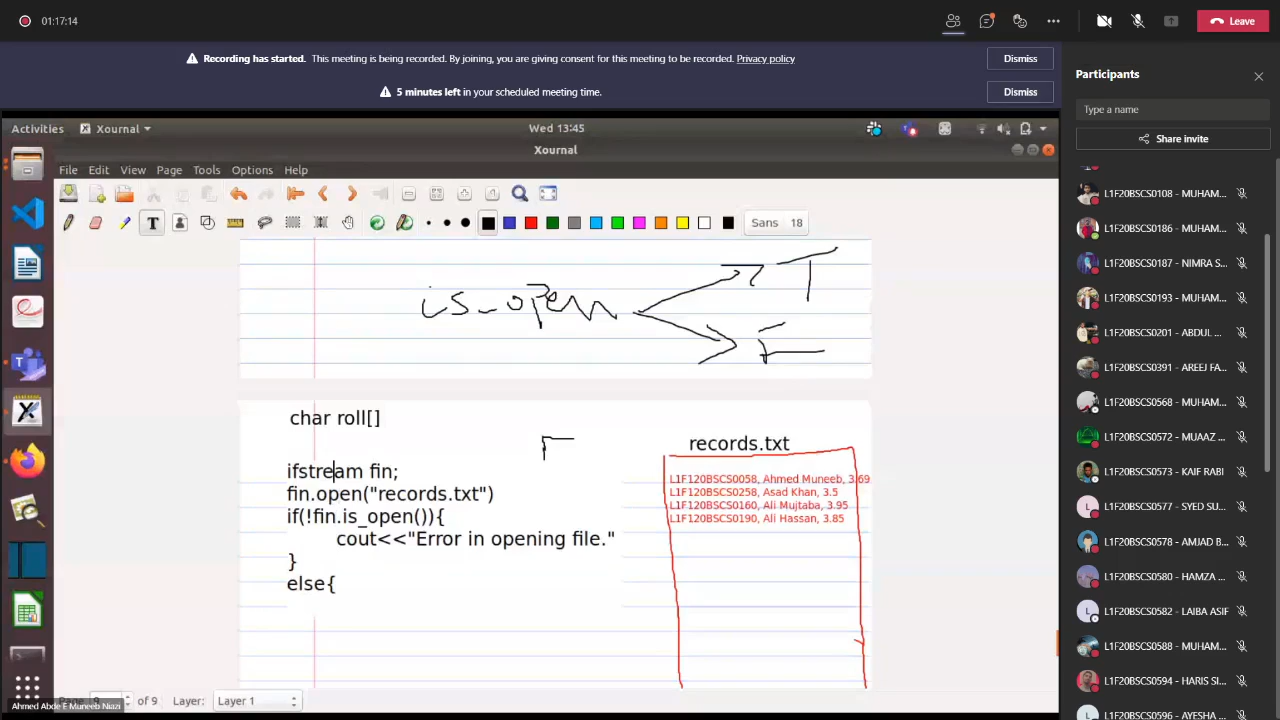 01:17:14
Leave
Recording has started. This meeting is being recorded. By joining, you are giving consent for this meeting to be recorded. Privacy policy
Dismiss
5 minutes left in your scheduled meeting time.
Dismiss
Activities
Xournal
Wed 13:45
Xournal
File Edit View Page Tools Options Help
T
Sans 18
is_open
T
F
char roll[]
records.txt
ifstream fin;
fin.open("records.txt")
if(!fin.is_open()){
cout<<"Error in opening file."
}
else{
L1F120BSCS0058, Ahmed Muneeb, 3.69
L1F120BSCS0258, Asad Khan, 3.5
L1F120BSCS0160, Ali Mujtaba, 3.95
L1F120BSCS0190, Ali Hassan, 3.85
of 9
Layer:
Layer 1
Ahmed Abde E Muneeb Niazi
Participants
Type a name
Share invite
L1F20BSCS0108 - MUHAM...
L1F20BSCS0186 - MUHAM...
L1F20BSCS0187 - NIMRA S...
L1F20BSCS0193 - MUHAM...
L1F20BSCS0201 - ABDUL ...
L1F20BSCS0391 - AREEJ FA...
L1F20BSCS0568 - MUHAM...
L1F20BSCS0572 - MUAAZ ...
L1F20BSCS0573 - KAIF RABI
L1F20BSCS0577 - SYED SU...
L1F20BSCS0578 - AMJAD B...
L1F20BSCS0580 - HAMZA ...
L1F20BSCS0582 - LAIBA ASIF
L1F20BSCS0588 - MUHAM...
L1F20BSCS0594 - HARIS SI...
L1F20BSCS0596 - AYESHA ...